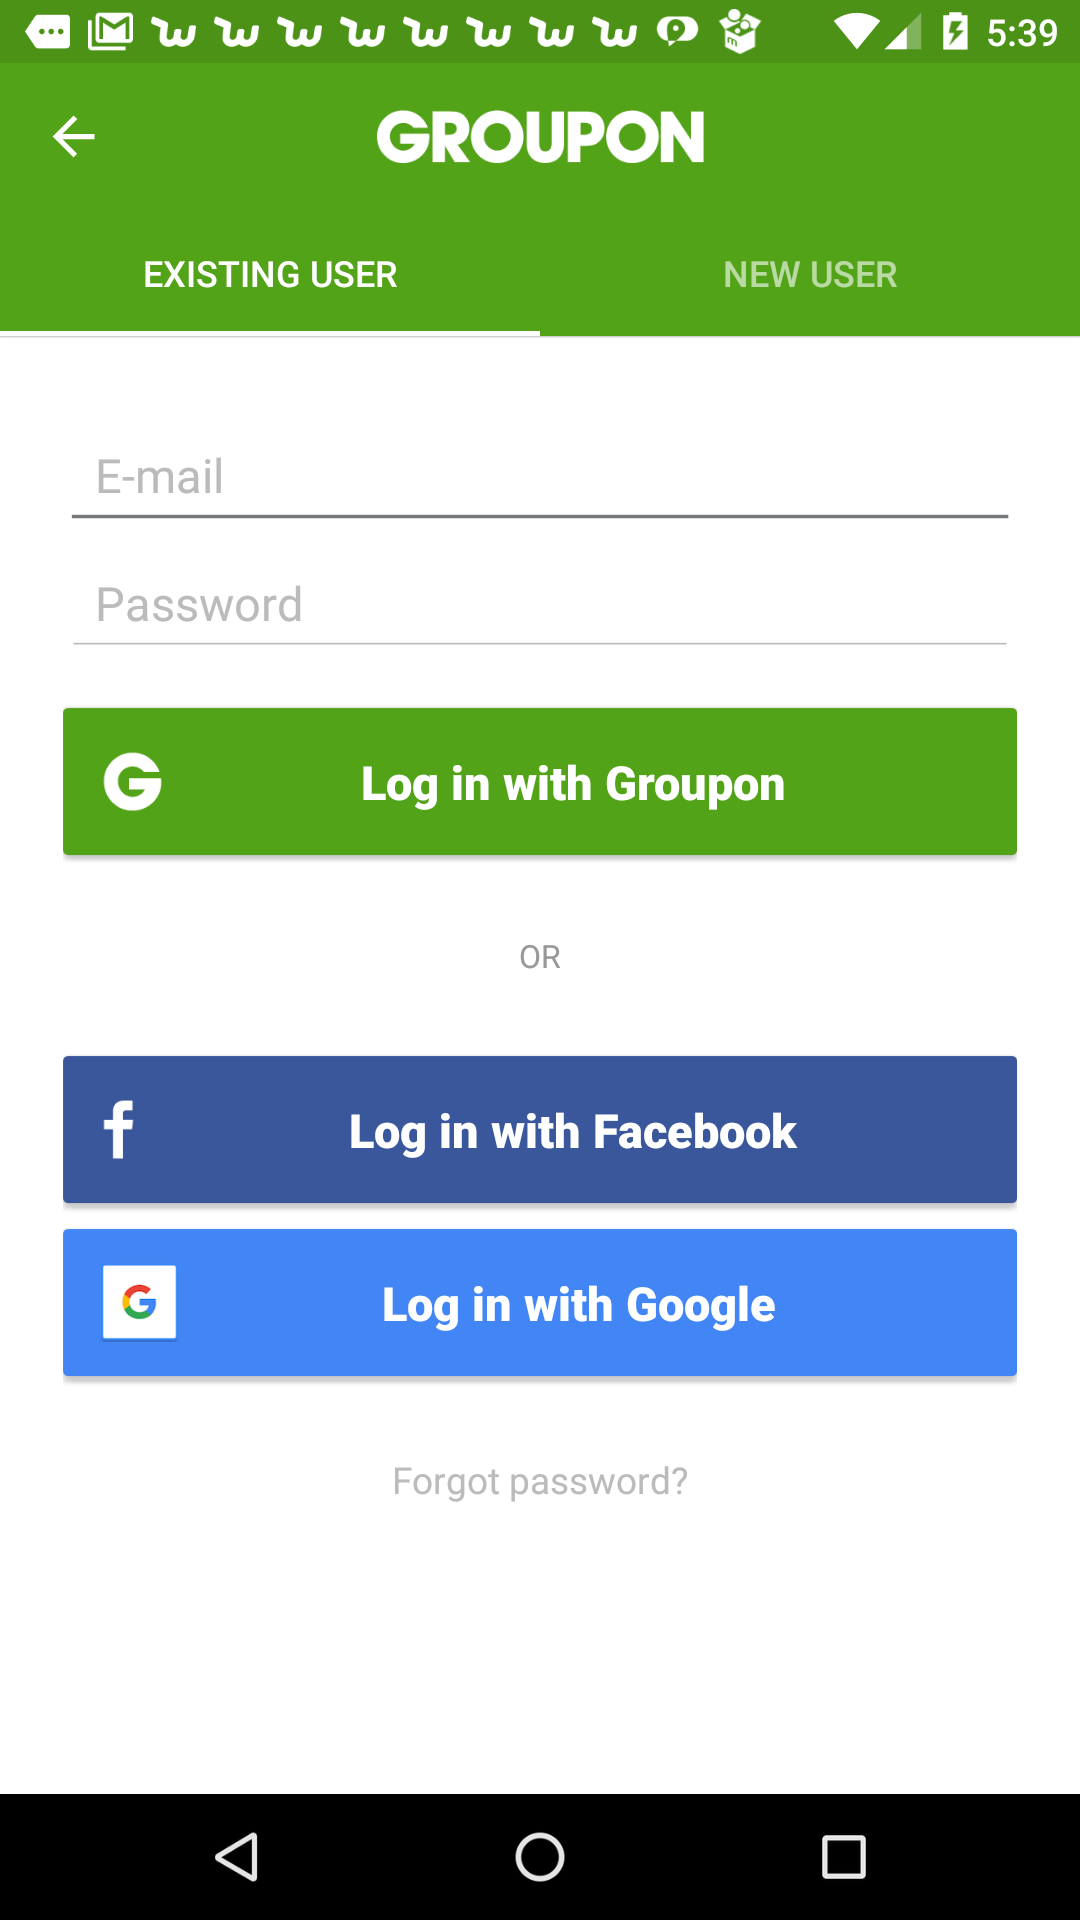 5:39
GROUPON
EXISTING USER
NEW USER
E-mail
Password
Log in with Groupon
OR
Log in with Facebook
Log in with Google
Forgot password?